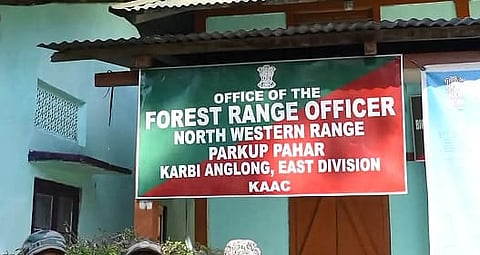 OFFICE OF THE
FOREST RANGE OFFICER
NORTH WESTERN RANGE
PARKUP PAHAR
KARBI ANGLONG, EAST DIVISION
KAAC